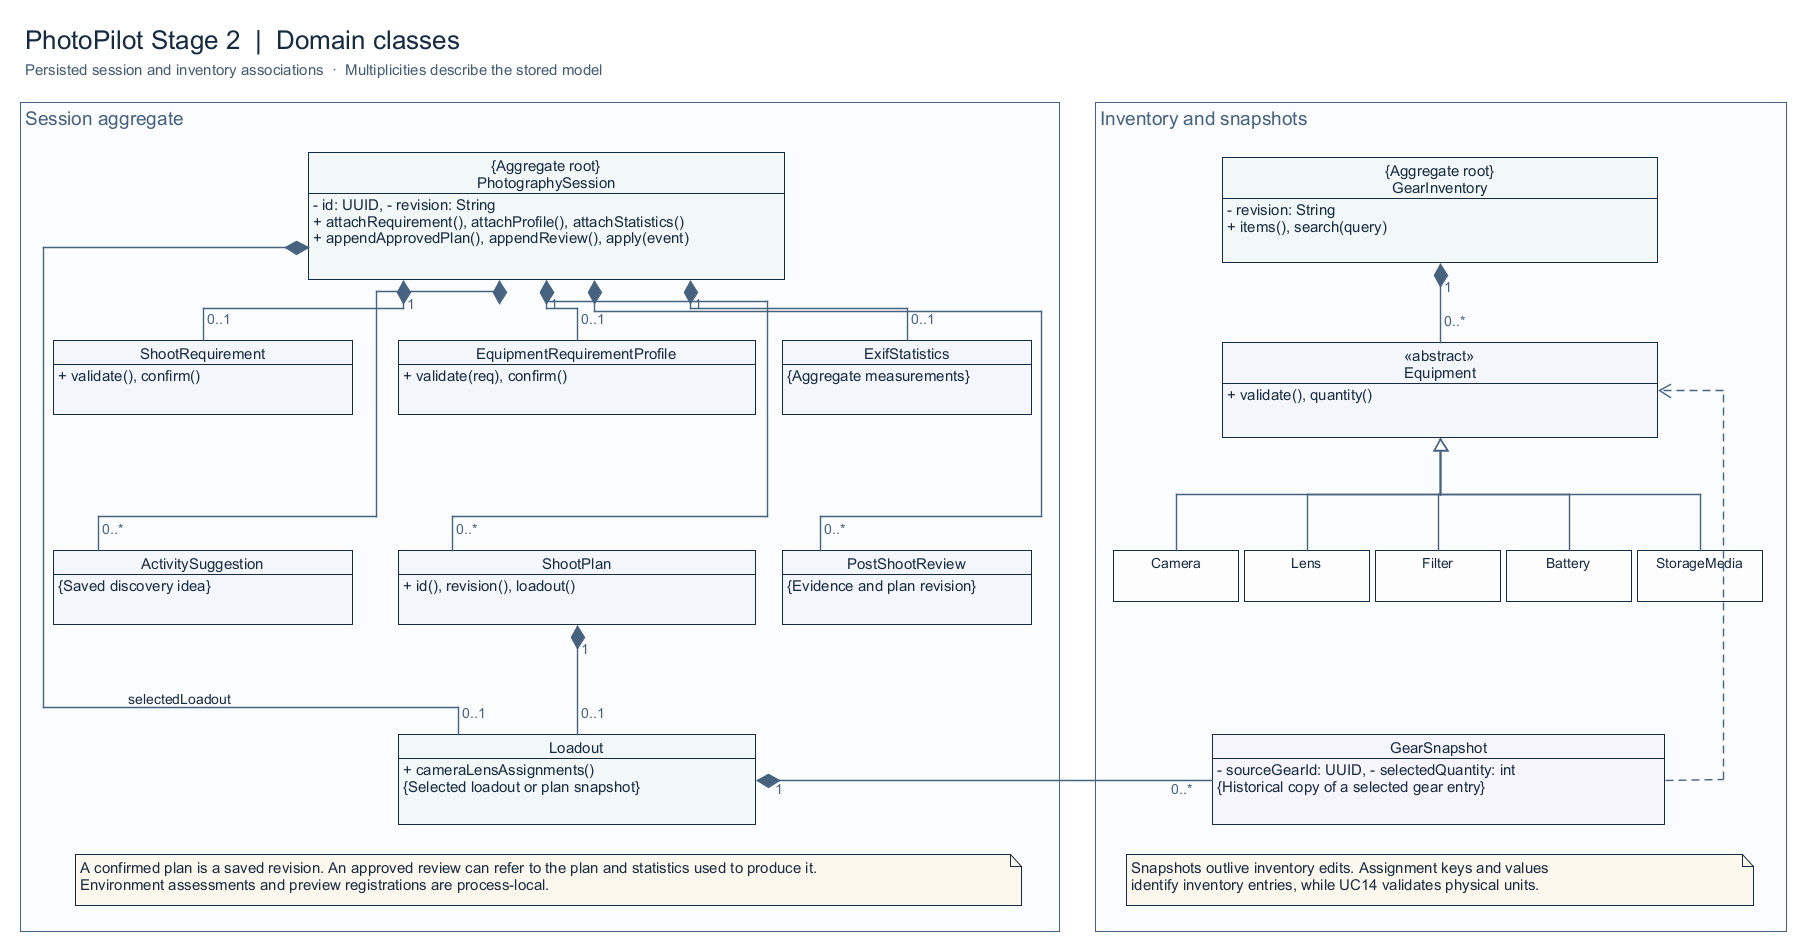 PhotoPilot Stage 2 | Domain classes
Persisted session and inventory associations · Multiplicities describe the stored model
Session aggregate
{Aggregate root}
PhotographySession
- id: UUID, - revision: String
+ attachRequirement(), attachProfile(), attachStatistics()
+ appendApprovedPlan(), appendReview(), apply(event)
1
1
1
0..1
0..1
0..1
ShootRequirement
+ validate(), confirm()
EquipmentRequirementProfile
+ validate(req), confirm()
ExifStatistics
{Aggregate measurements}
0..*
0..*
0..*
ActivitySuggestion
{Saved discovery idea}
ShootPlan
+ id(), revision(), loadout()
PostShootReview
{Evidence and plan revision}
1
selectedLoadout
0..1
0..1
Loadout
+ cameraLensAssignments()
{Selected loadout or plan snapshot}
1
0..*
A confirmed plan is a saved revision. An approved review can refer to the plan and statistics used to produce it.
Environment assessments and preview registrations are process-local.
Inventory and snapshots
{Aggregate root}
GearInventory
- revision: String
+ items(), search(query)
1
0..*
«abstract»
Equipment
+ validate(), quantity()
Camera
Lens
Filter
Battery
StorageMedia
GearSnapshot
- sourceGearId: UUID, - selectedQuantity: int
{Historical copy of a selected gear entry}
Snapshots outlive inventory edits. Assignment keys and values
identify inventory entries, while UC14 validates physical units.